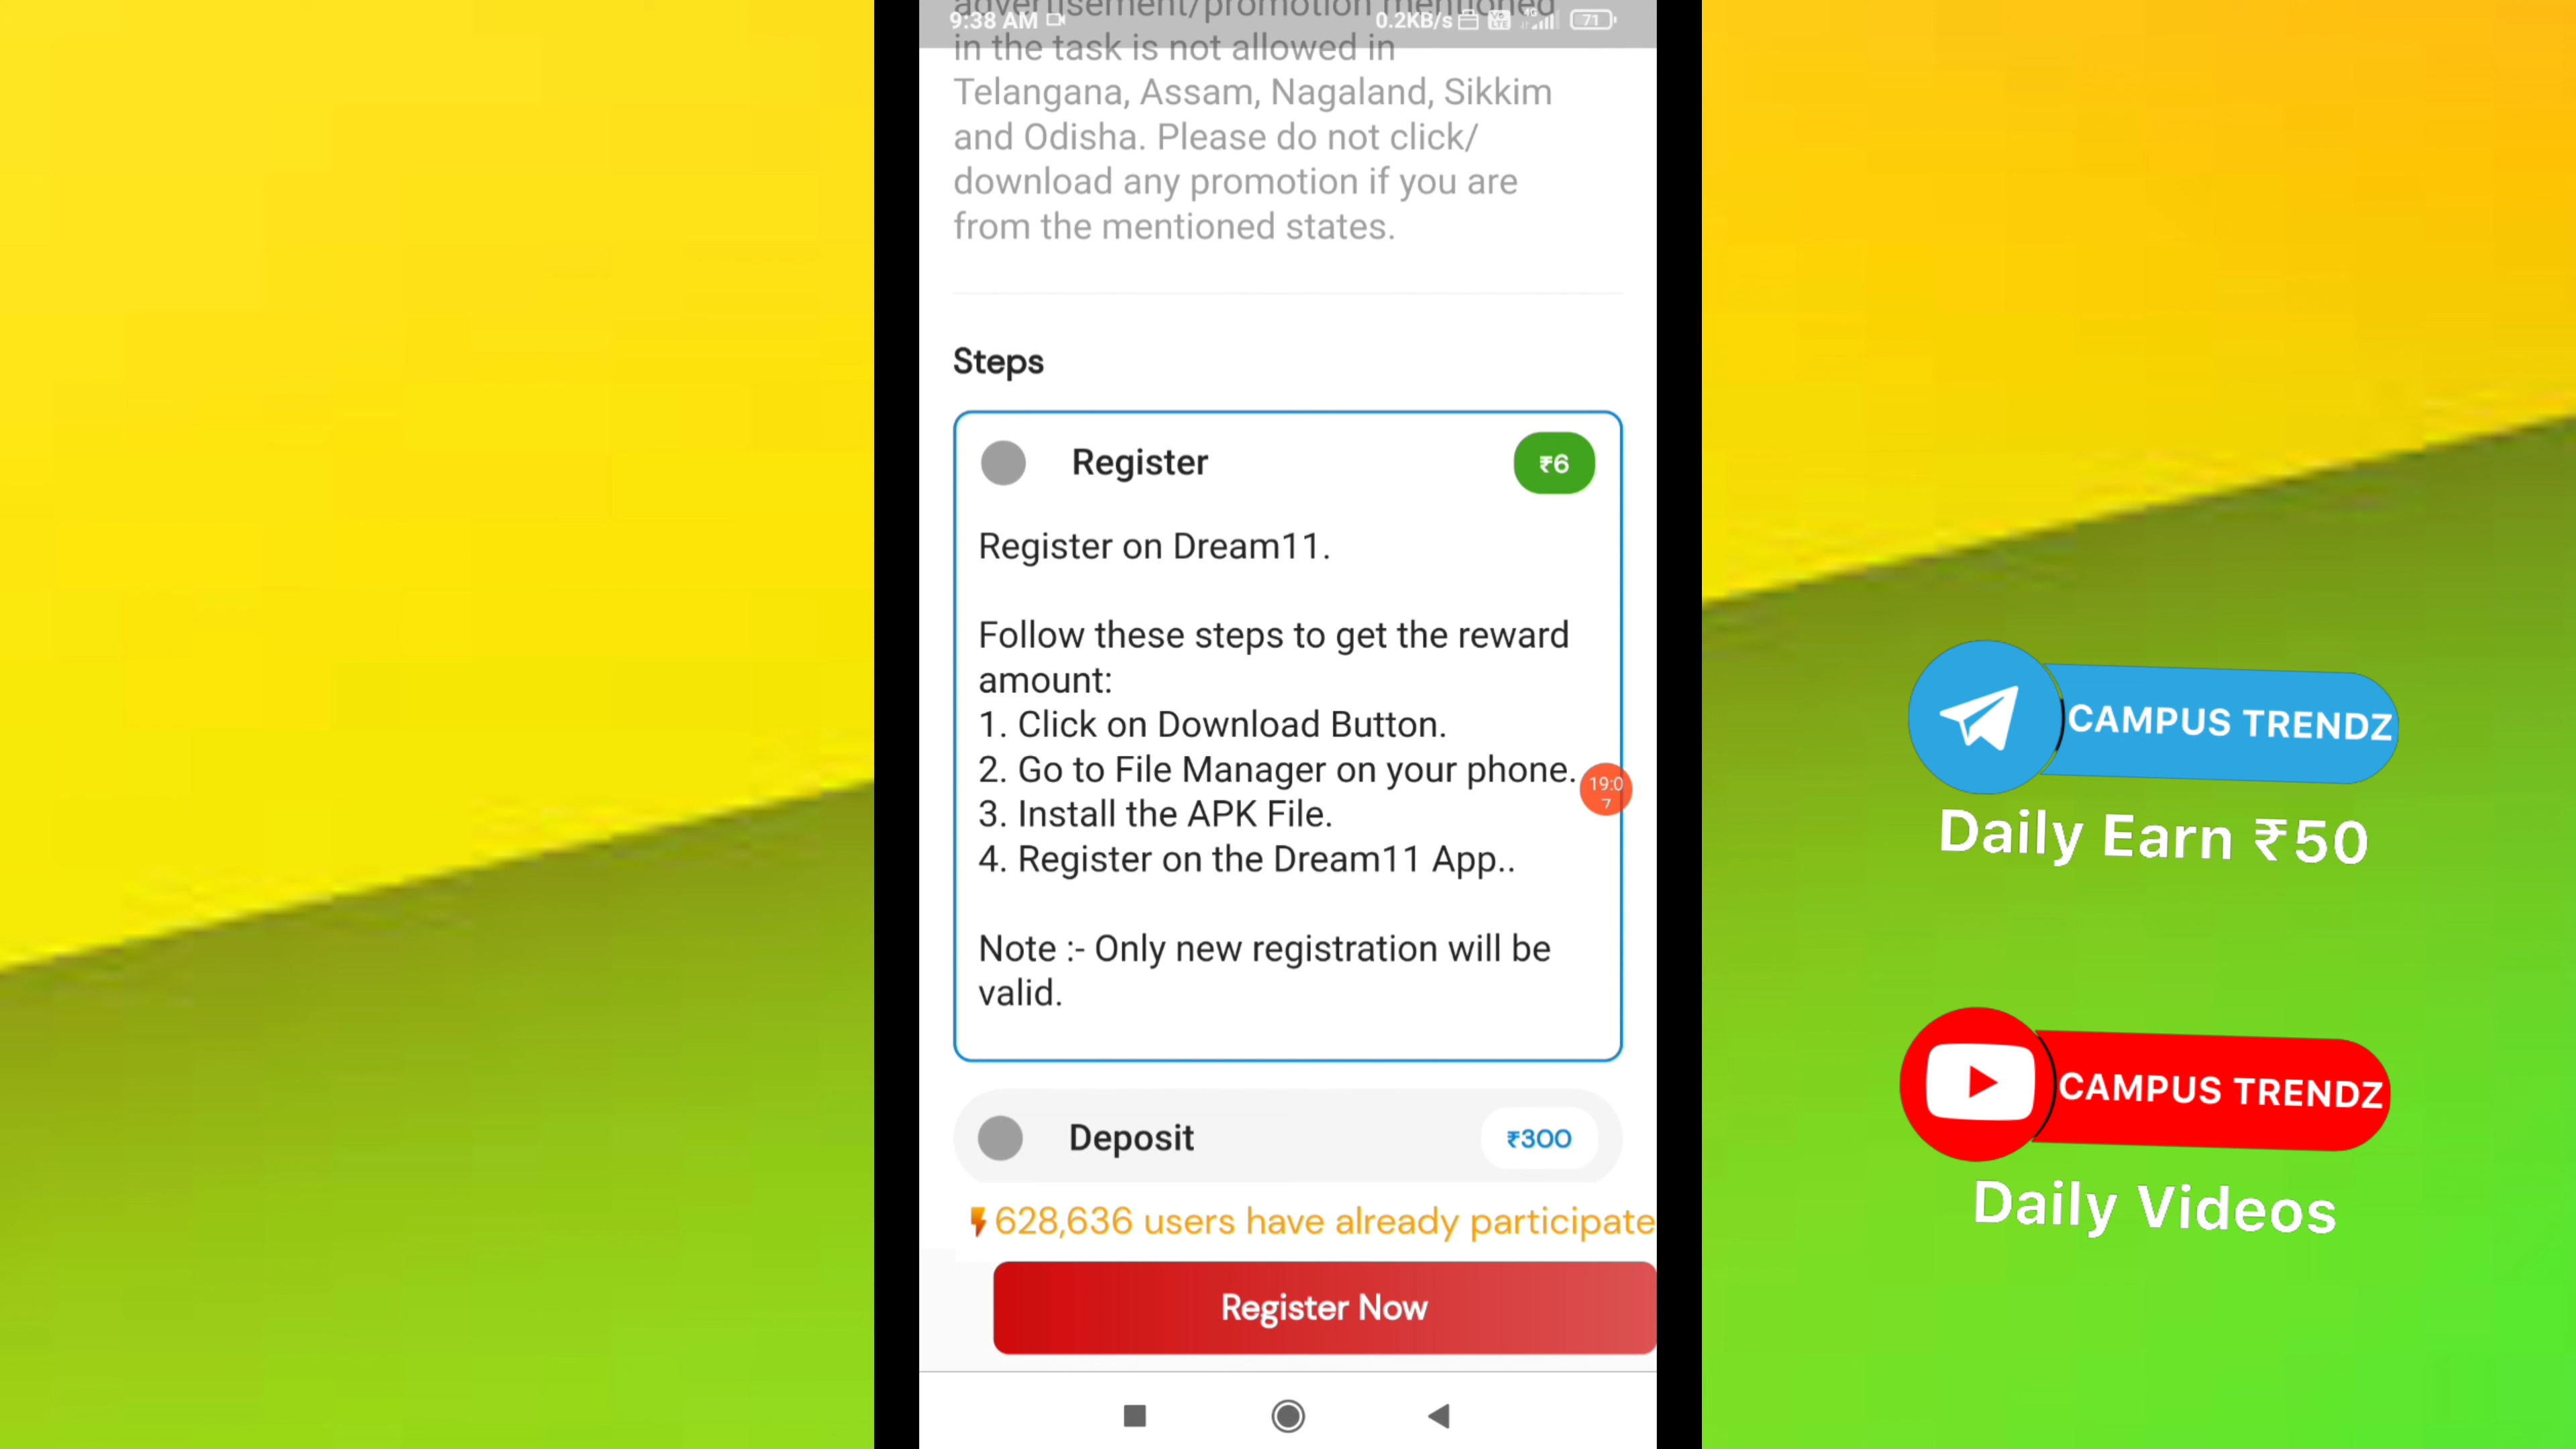 advertisement/promotion mentioned
9:38 AM 0.2KB/s 4G 71
in the task is not allowed in
Telangana, Assam, Nagaland, Sikkim
and Odisha. Please do not click/
download any promotion if you are
from the mentioned states.
Steps
Register ₹6
Register on Dream11.
Follow these steps to get the reward
amount:
1. Click on Download Button.
2. Go to File Manager on your phone.
3. Install the APK File.
4. Register on the Dream11 App..
19:0
7
Note :- Only new registration will be
valid.
Deposit ₹300
628,636 users have already participate
Register Now
CAMPUS TRENDZ
Daily Earn ₹50
CAMPUS TRENDZ
Daily Videos